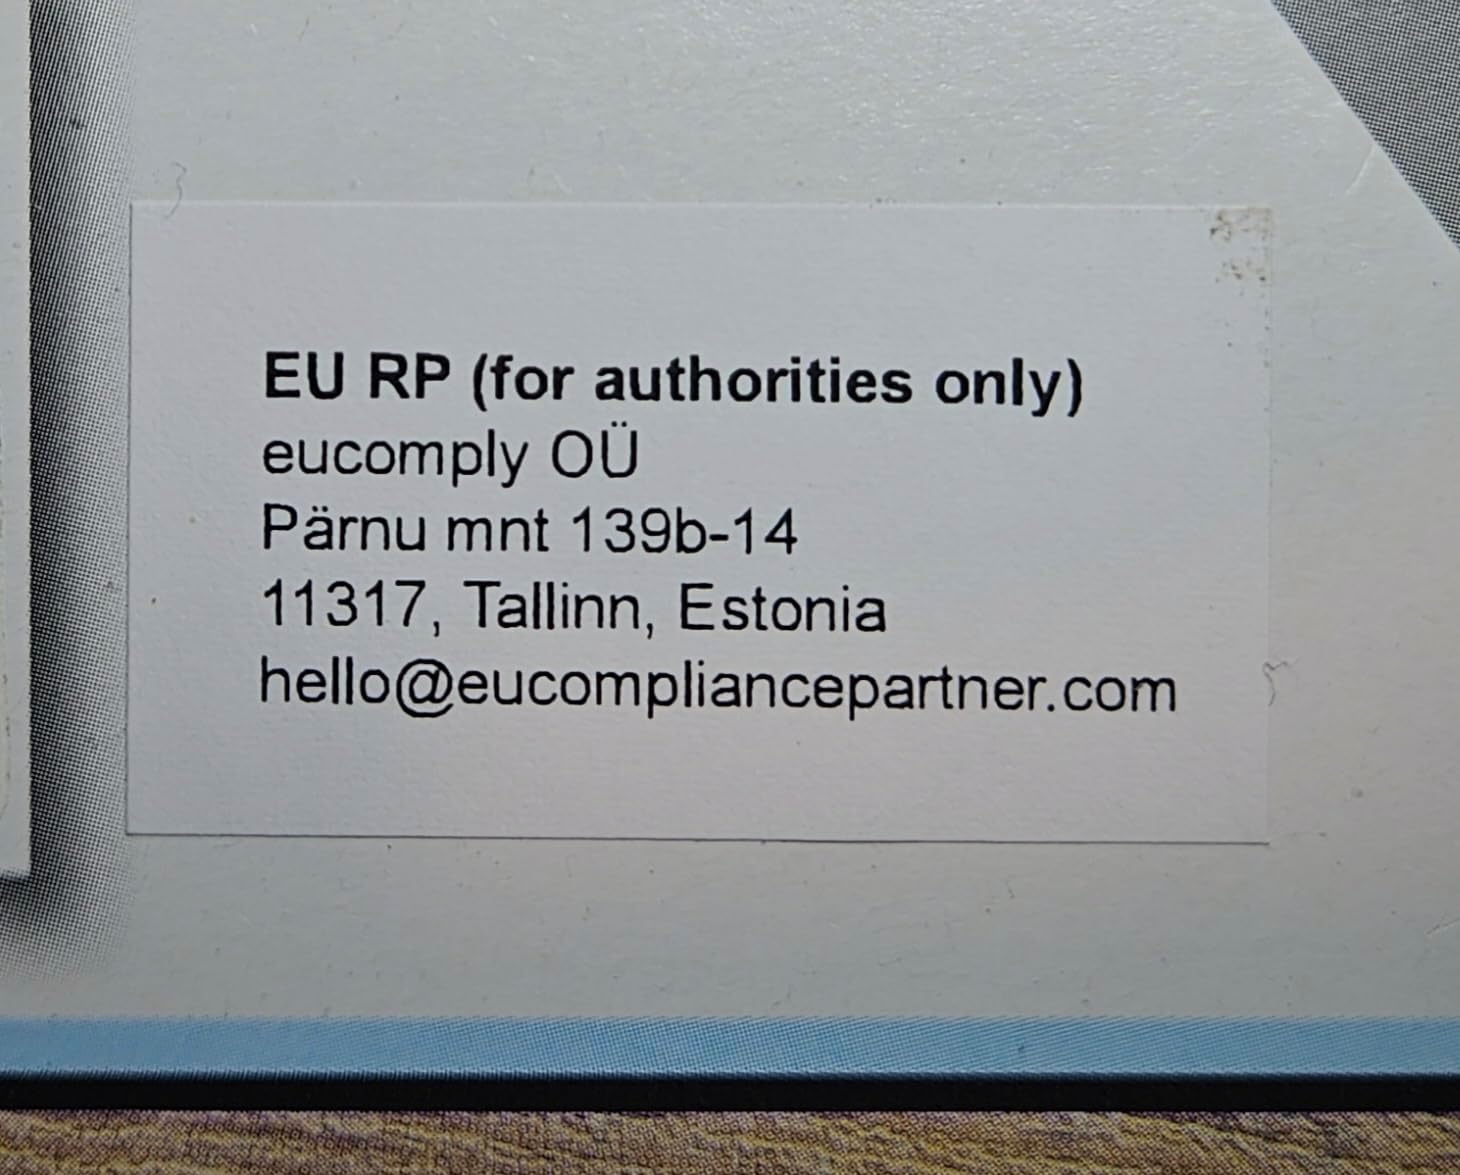 EU RP (for authorities only)
eucomply OÜ
Pärnu mnt 139b-14
11317, Tallinn, Estonia
hello@eucompliancepartner.com